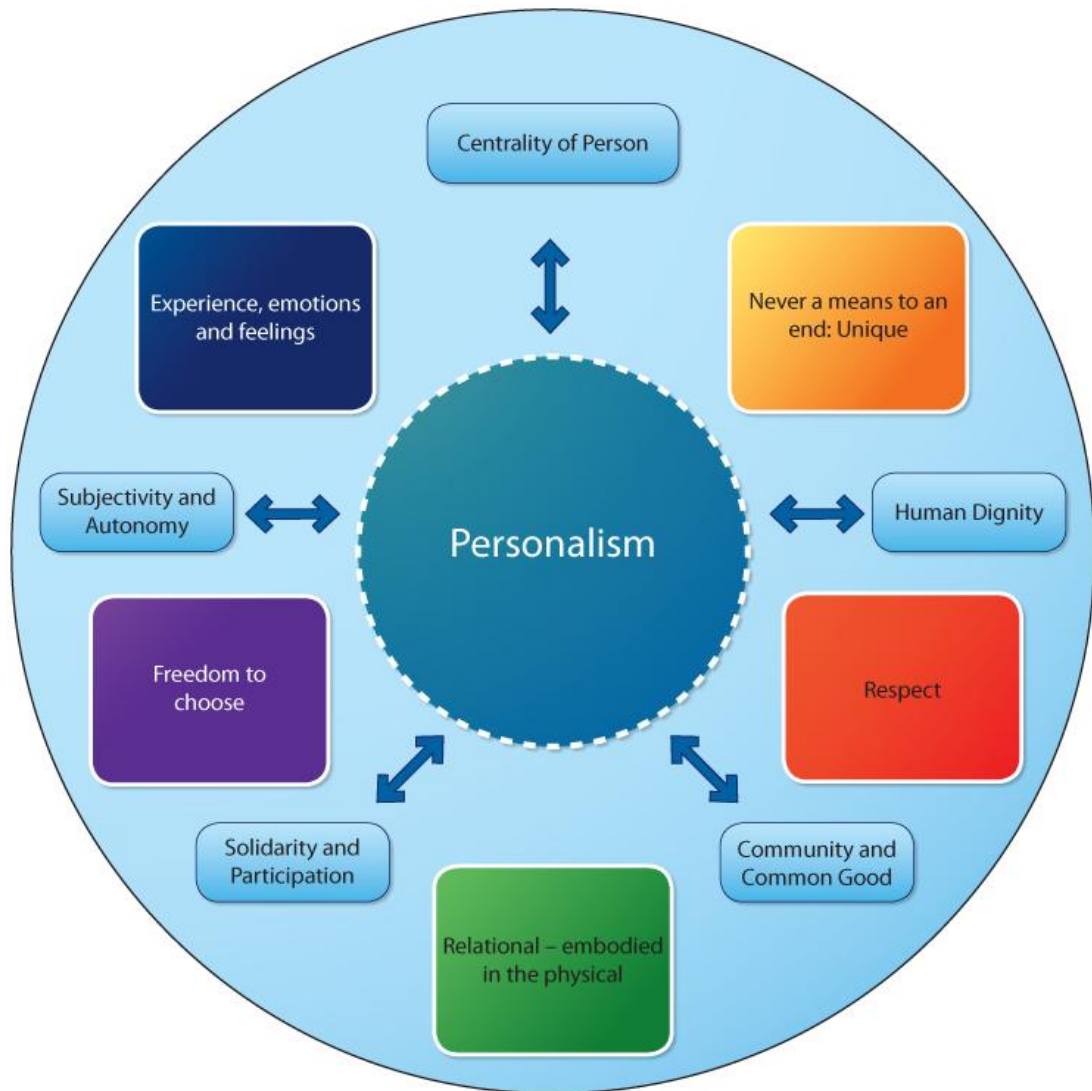 Centrality of Person
Experience, emotions
and feelings
Never a means to an
end: Unique
Subjectivity and
Autonomy
Personalism
Human Dignity
Freedom to
choose
Respect
Solidarity and
Participation
Community and
Common Good
Relational – embodied
in the physical